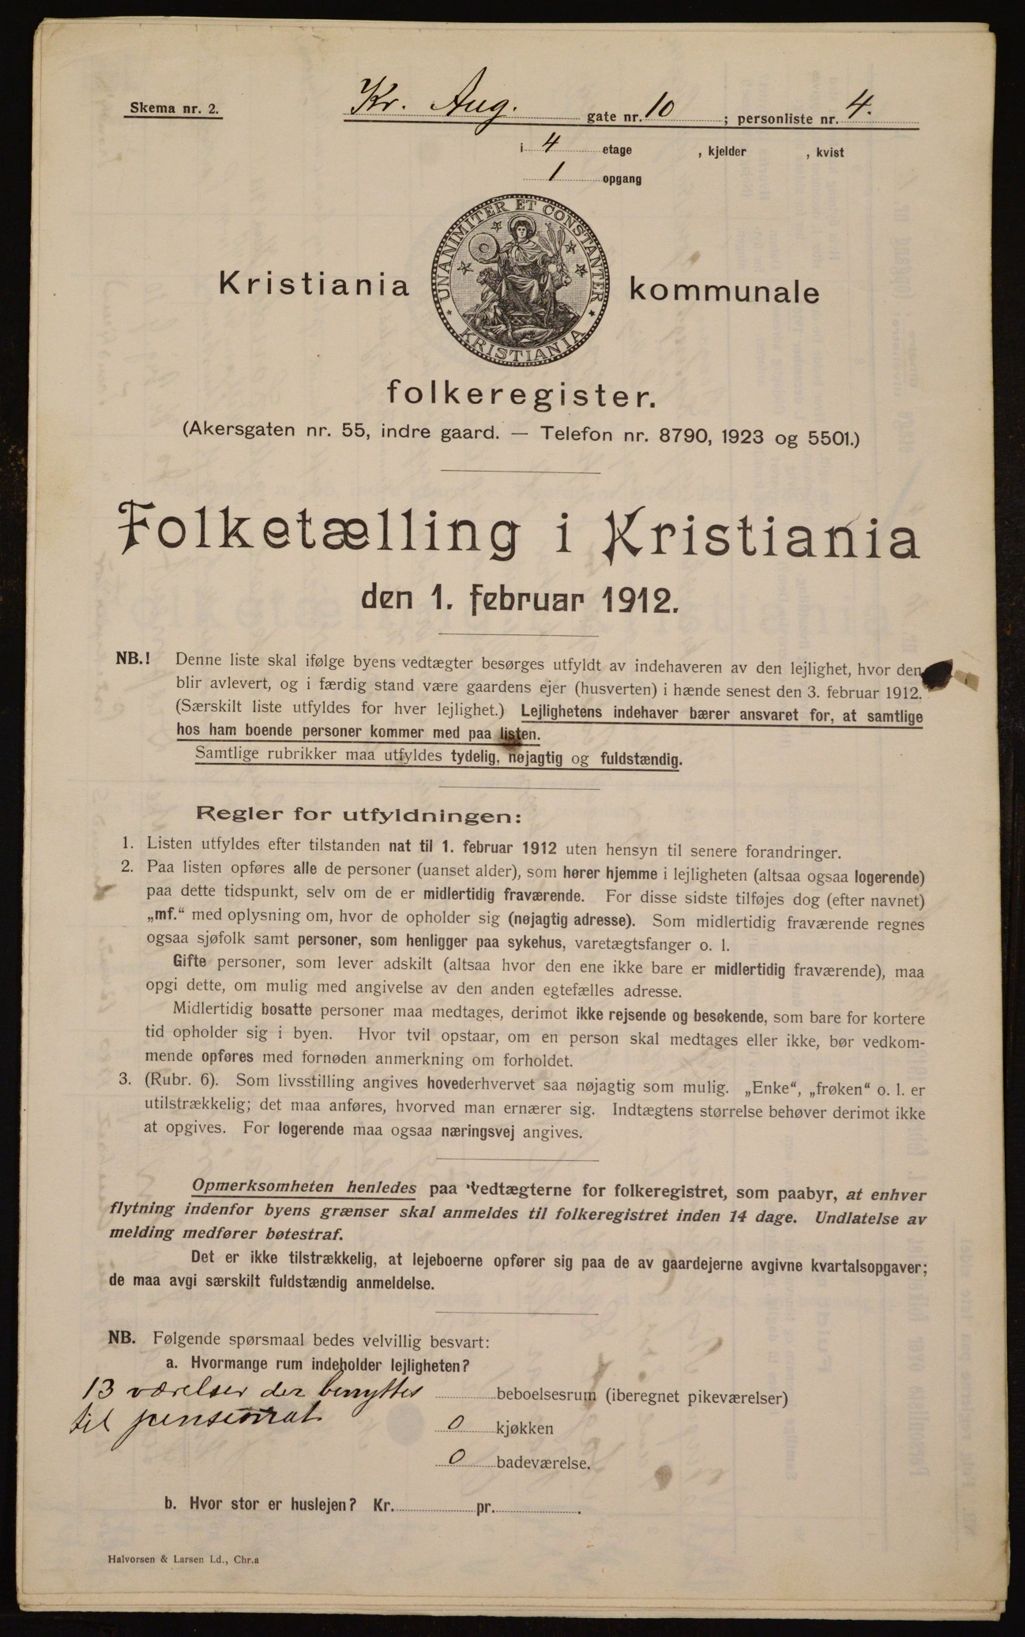 Skema nr. 2.
Kr. Aug. gate nr. 10 ; personliste nr. 4.
i 4 etage , kjelder , kvist
1 opgang
UNANIMITER ET CONSTANTER
KRISTIANIA
Kristiania kommunale
folkeregister.
(Akersgaten nr. 55, indre gaard. — Telefon nr. 8790, 1923 og 5501.)
Folketælling i Kristiania
den 1. februar 1912.
NB.! Denne liste skal ifølge byens vedtægter besørges utfyldt av indehaveren av den lejlighet, hvor den
blir avlevert, og i færdig stand være gaardens ejer (husverten) i hænde senest den 3. februar 1912.
(Særskilt liste utfyldes for hver lejlighet.) Lejlighetens indehaver bærer ansvaret for, at samtlige
hos ham boende personer kommer med paa listen.
Samtlige rubrikker maa utfyldes tydelig, nøjagtig og fuldstændig.
Regler for utfyldningen:
1. Listen utfyldes efter tilstanden nat til 1. februar 1912 uten hensyn til senere forandringer.
2. Paa listen opføres alle de personer (uanset alder), som hører hjemme i lejligheten (altsaa ogsaa logerende)
paa dette tidspunkt, selv om de er midlertidig fraværende. For disse sidste tilføjes dog (efter navnet)
„mf.“ med oplysning om, hvor de opholder sig (nøjagtig adresse). Som midlertidig fraværende regnes
ogsaa sjøfolk samt personer, som henligger paa sykehus, varetægtsfanger o. l.
Gifte personer, som lever adskilt (altsaa hvor den ene ikke bare er midlertidig fraværende), maa
opgi dette, om mulig med angivelse av den anden egtefælles adresse.
Midlertidig bosatte personer maa medtages, derimot ikke rejsende og besøkende, som bare for kortere
tid opholder sig i byen. Hvor tvil opstaar, om en person skal medtages eller ikke, bør vedkom-
mende opføres med fornøden anmerkning om forholdet.
3. (Rubr. 6). Som livsstilling angives hovederhvervet saa nøjagtig som mulig. „Enke“, „frøken“ o. l. er
utilstrækkelig; det maa anføres, hvorved man ernærer sig. Indtægtens størrelse behøver derimot ikke
at opgives. For logerende maa ogsaa næringsvej angives.
Opmerksomheten henledes paa vedtægterne for folkeregistret, som paabyr, at enhver
flytning indenfor byens grænser skal anmeldes til folkeregistret inden 14 dage. Undlatelse av
melding medfører bøtestraf.
Det er ikke tilstrækkelig, at lejeboerne opfører sig paa de av gaardejerne avgivne kvartalsopgaver;
de maa avgi særskilt fuldstændig anmeldelse.
NB. Følgende spørsmaal bedes velvillig besvart:
a. Hvormange rum indeholder lejligheten?
13 værelser der benyttes beboelsesrum (iberegnet pikeværelser)
til pensionat
0 kjøkken
0 badeværelse.
b. Hvor stor er huslejen? Kr. pr. .
Halvorsen & Larsen Ld., Chr.a